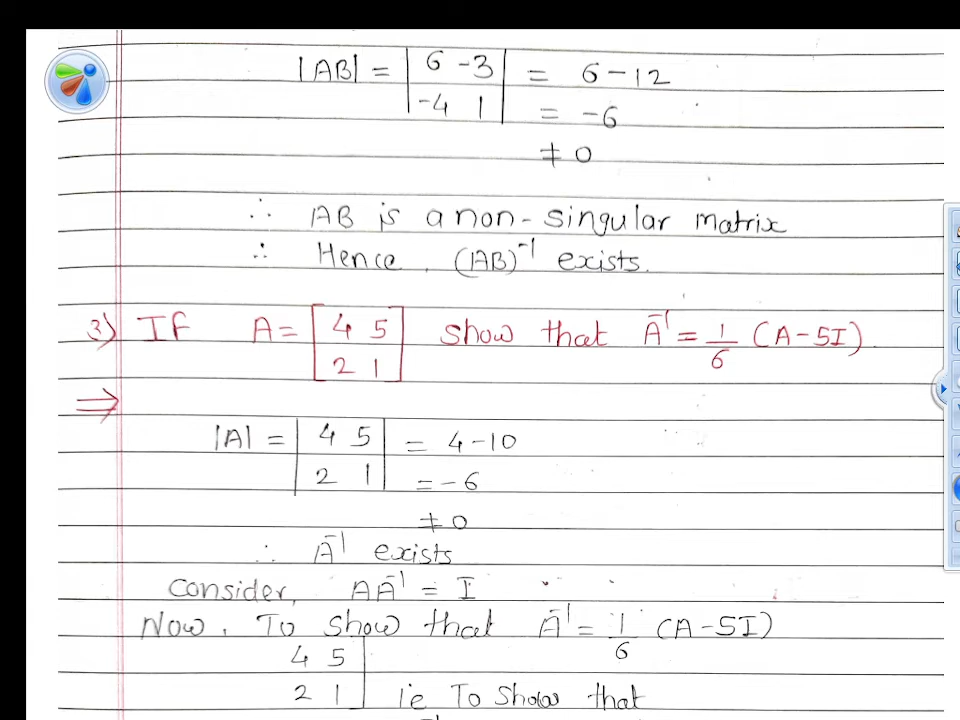 |AB| = | 6 -3 | = 6-12
| -4 1 | = -6
≠ 0
∴ AB is a non-singular matrix
∴ Hence, (AB)⁻¹ exists.
3) If A = [ 4 5 ] show that A⁻¹ = 1/6 (A-5I).
[ 2 1 ]
⇒
|A| = | 4 5 | = 4-10
| 2 1 | = -6
≠ 0
∴ A⁻¹ exists
Consider, AA⁻¹ = I
Now, To show that A⁻¹ = 1/6 (A-5I)
4 5
2 1 ie To Show that